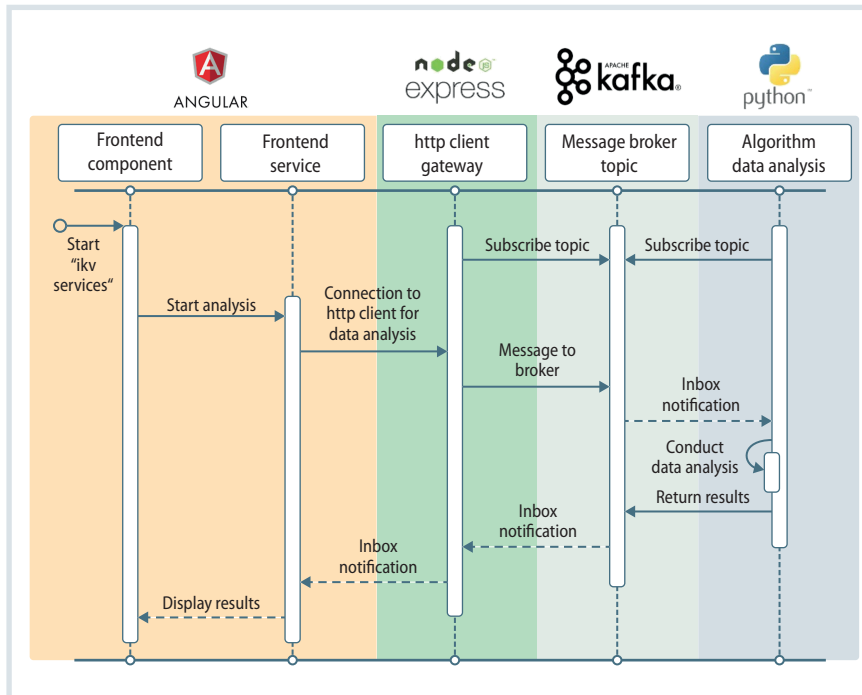 ANGULAR
node
JS
express
APACHE
kafka®
python™
Frontend
component
Frontend
service
http client
gateway
Message broker
topic
Algorithm
data analysis
Start
“ikv
services“
Subscribe topic
Subscribe topic
Start analysis
Connection to
http client for
data analysis
Message to
broker
Inbox
notification
Conduct
data analysis
Return results
Inbox
notification
Inbox
notification
Display results